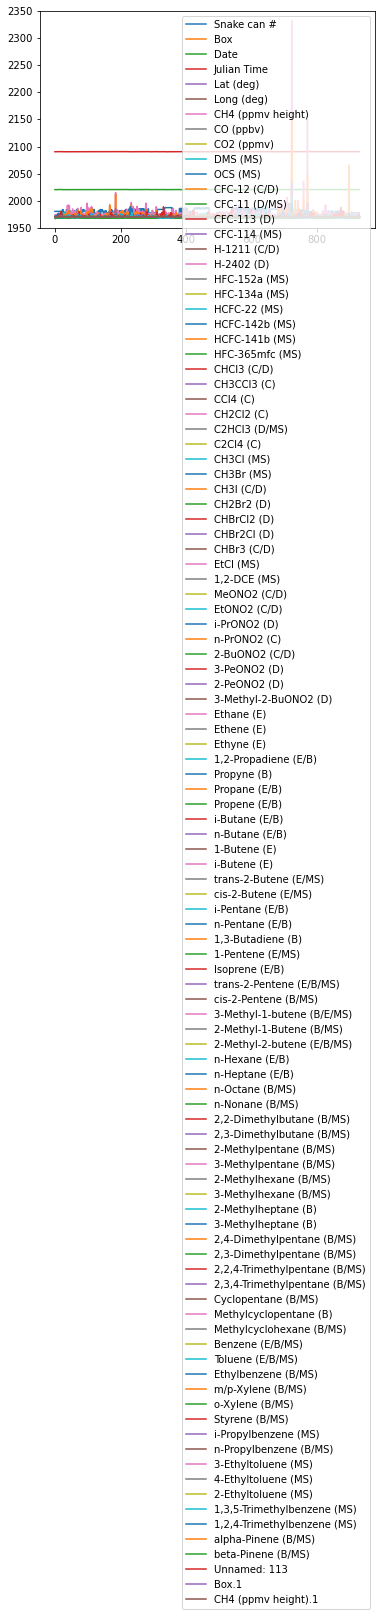 2350
2300
2250
2200
2150
2100
2050
2000
1950
0
200
400
600
800
Snake can #
Box
Date
Julian Time
Lat (deg)
Long (deg)
CH4 (ppmv height)
CO (ppbv)
CO2 (ppmv)
DMS (MS)
OCS (MS)
CFC-12 (C/D)
CFC-11 (D/MS)
CFC-113 (D)
CFC-114 (MS)
H-1211 (C/D)
H-2402 (D)
HFC-152a (MS)
HFC-134a (MS)
HCFC-22 (MS)
HCFC-142b (MS)
HCFC-141b (MS)
HFC-365mfc (MS)
CHCl3 (C/D)
CH3CCl3 (C)
CCl4 (C)
CH2Cl2 (C)
C2HCl3 (D/MS)
C2Cl4 (C)
CH3Cl (MS)
CH3Br (MS)
CH3I (C/D)
CH2Br2 (D)
CHBrCl2 (D)
CHBr2Cl (D)
CHBr3 (C/D)
EtCl (MS)
1,2-DCE (MS)
MeONO2 (C/D)
EtONO2 (C/D)
i-PrONO2 (D)
n-PrONO2 (C)
2-BuONO2 (C/D)
3-PeONO2 (D)
2-PeONO2 (D)
3-Methyl-2-BuONO2 (D)
Ethane (E)
Ethene (E)
Ethyne (E)
1,2-Propadiene (E/B)
Propyne (B)
Propane (E/B)
Propene (E/B)
i-Butane (E/B)
n-Butane (E/B)
1-Butene (E)
i-Butene (E)
trans-2-Butene (E/MS)
cis-2-Butene (E/MS)
i-Pentane (E/B)
n-Pentane (E/B)
1,3-Butadiene (B)
1-Pentene (E/MS)
Isoprene (E/B)
trans-2-Pentene (E/B/MS)
cis-2-Pentene (B/MS)
3-Methyl-1-butene (B/E/MS)
2-Methyl-1-Butene (B/MS)
2-Methyl-2-butene (E/B/MS)
n-Hexane (E/B)
n-Heptane (E/B)
n-Octane (B/MS)
n-Nonane (B/MS)
2,2-Dimethylbutane (B/MS)
2,3-Dimethylbutane (B/MS)
2-Methylpentane (B/MS)
3-Methylpentane (B/MS)
2-Methylhexane (B/MS)
3-Methylhexane (B/MS)
2-Methylheptane (B)
3-Methylheptane (B)
2,4-Dimethylpentane (B/MS)
2,3-Dimethylpentane (B/MS)
2,2,4-Trimethylpentane (B/MS)
2,3,4-Trimethylpentane (B/MS)
Cyclopentane (B/MS)
Methylcyclopentane (B)
Methylcyclohexane (B/MS)
Benzene (E/B/MS)
Toluene (E/B/MS)
Ethylbenzene (B/MS)
m/p-Xylene (B/MS)
o-Xylene (B/MS)
Styrene (B/MS)
i-Propylbenzene (MS)
n-Propylbenzene (B/MS)
3-Ethyltoluene (MS)
4-Ethyltoluene (MS)
2-Ethyltoluene (MS)
1,3,5-Trimethylbenzene (MS)
1,2,4-Trimethylbenzene (MS)
alpha-Pinene (B/MS)
beta-Pinene (B/MS)
Unnamed: 113
Box.1
CH4 (ppmv height).1